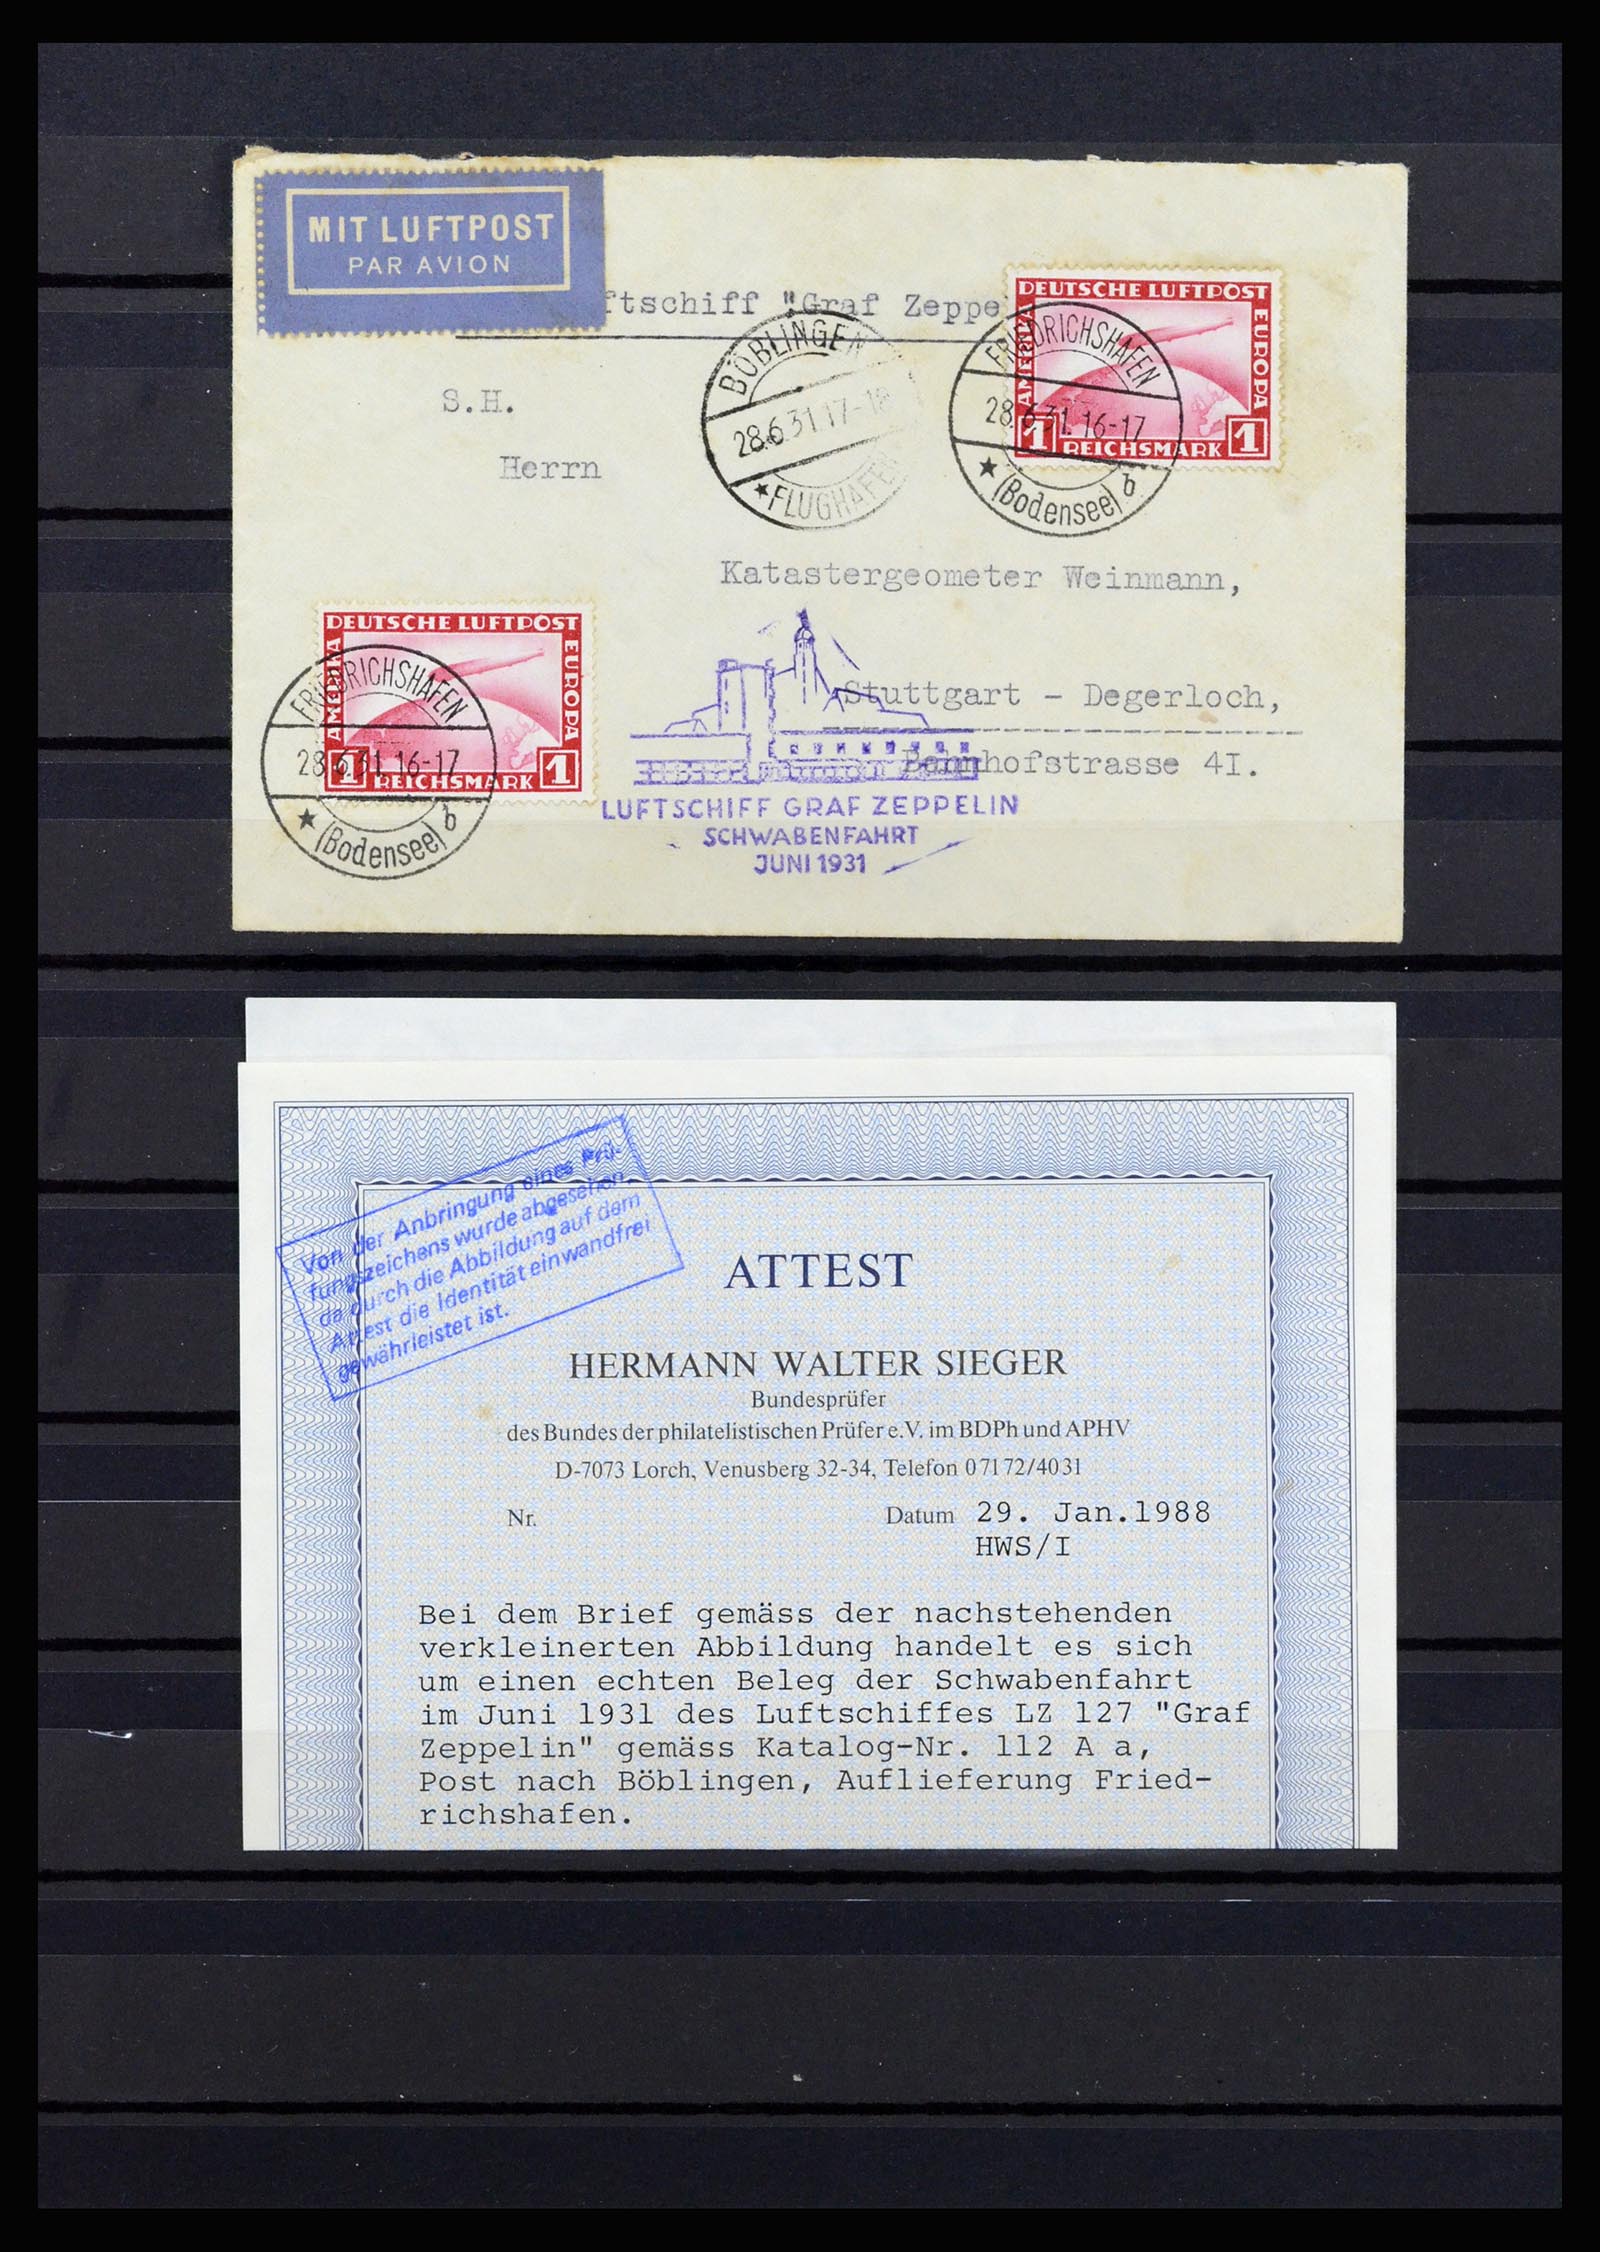 MIT LUFTPOST
PAR AVION
ftschiff "Graf Zeppe
DEUTSCHE LUFTPOST
EUROPA
1 REICHSMARK 1
BÖBLINGEN
28.6.31.17-18
FLUGHAFEN
FRIEDRICHSHAFEN
28.6.31.16-17
(Bodensee) b
S.H.
Herrn
Katastergeometer Weinmann,
Stuttgart - Degerloch,
Bahnhofstrasse 41.
DEUTSCHE LUFTPOST
AMERIKA
EUROPA
1 REICHSMARK 1
FRIEDRICHSHAFEN
28.6.31.16-17
(Bodensee) b
LUFTSCHIFF GRAF ZEPPELIN
SCHWABENFAHRT
JUNI 1931
Von der Anbringung eines Prü-
fungszeichens wurde abgesehen,
da durch die Abbildung auf dem
Attest die Identität einwandfrei
gewährleistet ist.
ATTEST
HERMANN WALTER SIEGER
Bundesprüfer
des Bundes der philatelistischen Prüfer e.V. im BDPh und APHV
D-7073 Lorch, Venusberg 32-34, Telefon 07172/4031
Nr.
Datum 29. Jan.1988
HWS/I
Bei dem Brief gemäss der nachstehenden
verkleinerten Abbildung handelt es sich
um einen echten Beleg der Schwabenfahrt
im Juni 1931 des Luftschiffes LZ 127 "Graf
Zeppelin" gemäss Katalog-Nr. 112 A a,
Post nach Böblingen, Auflieferung Fried-
richshafen.